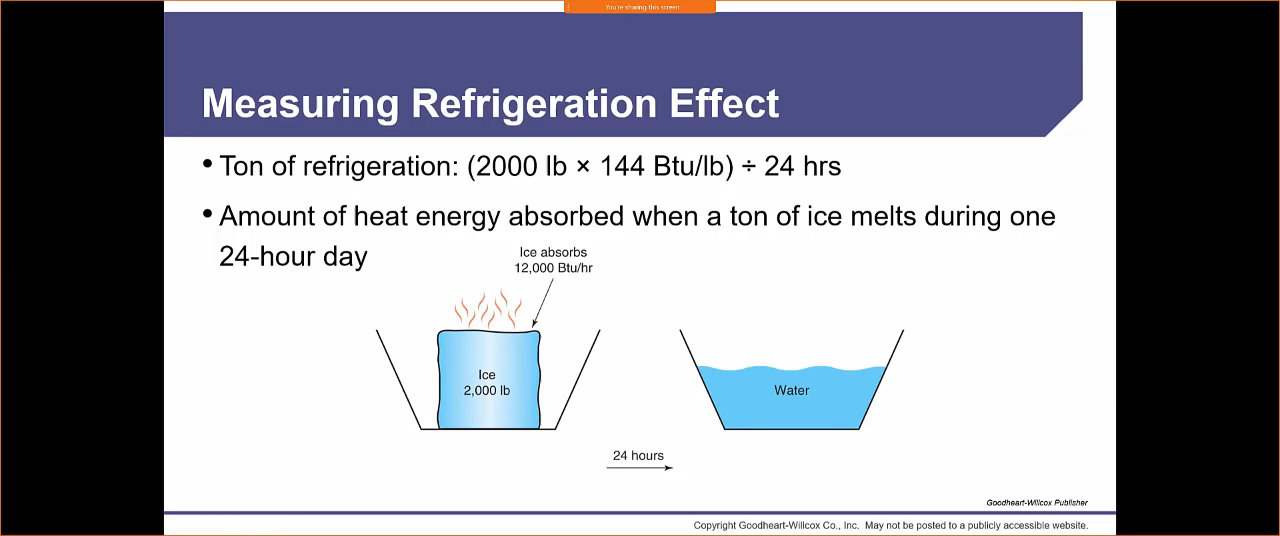 You're sharing this screen
Measuring Refrigeration Effect
• Ton of refrigeration: (2000 lb × 144 Btu/lb) ÷ 24 hrs
• Amount of heat energy absorbed when a ton of ice melts during one
24-hour day
Ice absorbs
12,000 Btu/hr
Ice
2,000 lb
Water
24 hours
Goodheart-Willcox Publisher
Copyright Goodheart-Willcox Co., Inc. May not be posted to a publicly accessible website.